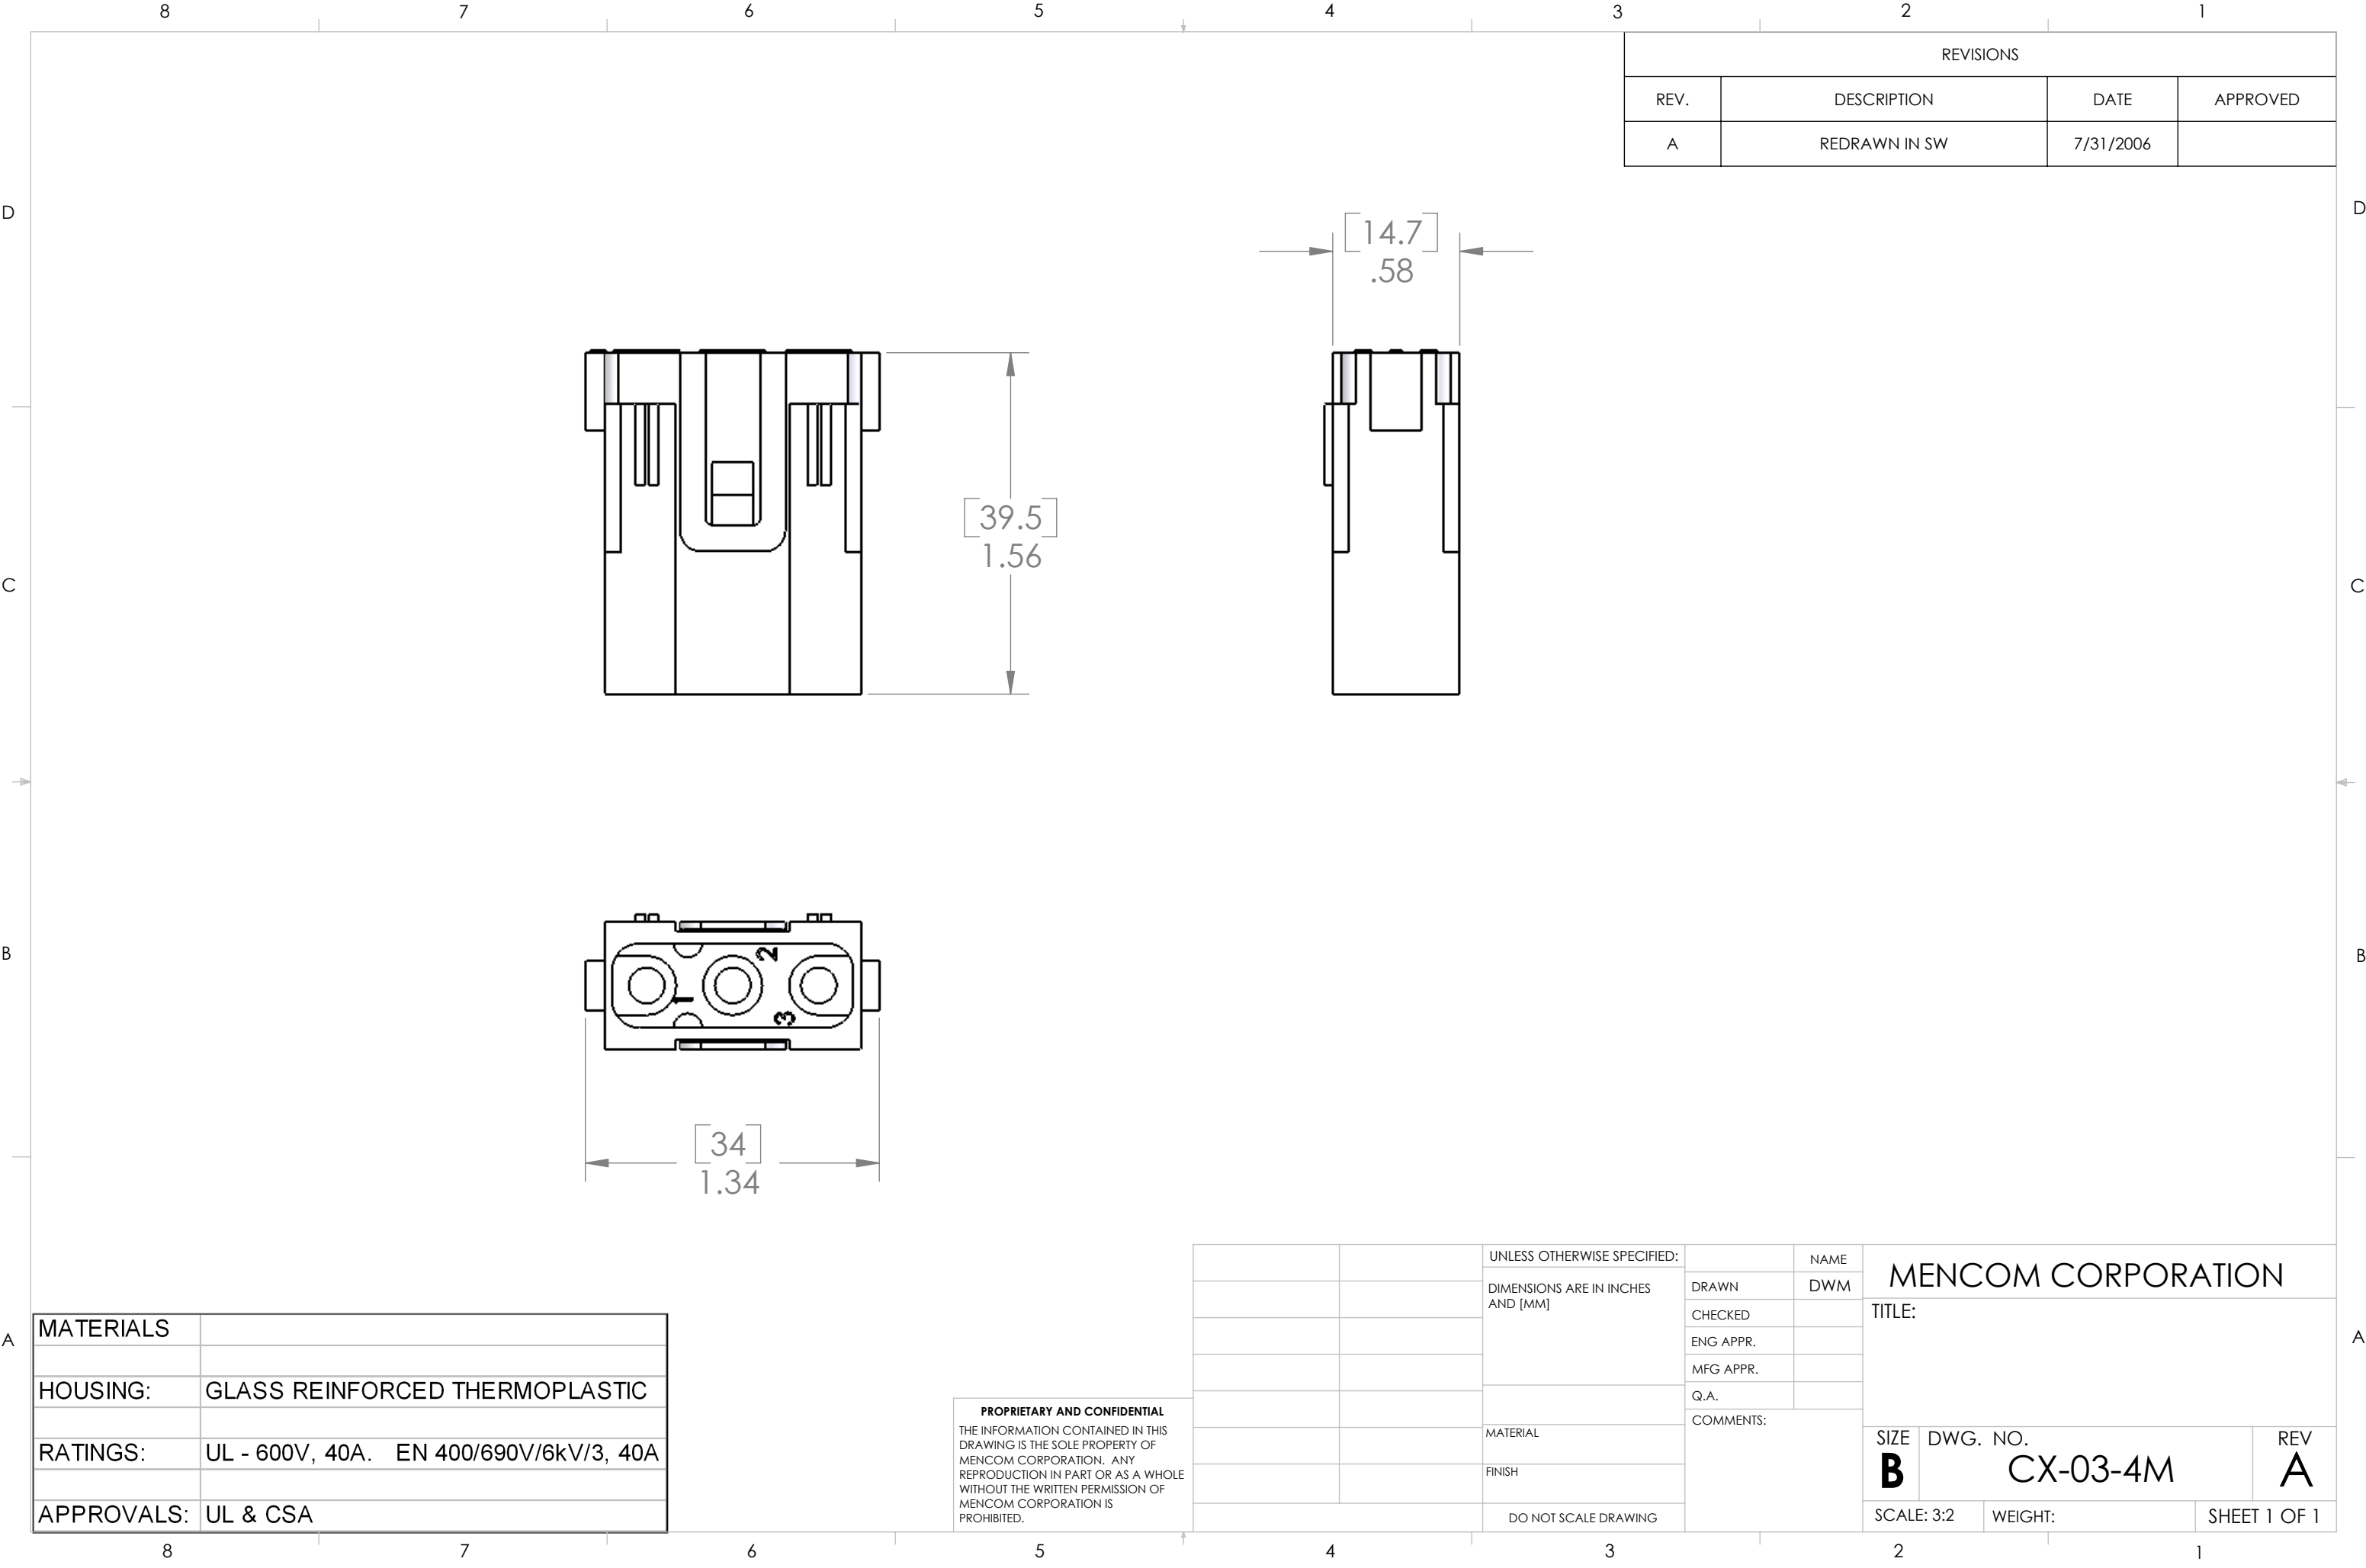 8 7 6 5 4 3 2 1
REVISIONS
REV. DESCRIPTION DATE APPROVED
A REDRAWN IN SW 7/31/2006
D D
[14.7]
.58
[39.5]
1.56
C C
2
1
3
B B
[34]
1.34
A A
MATERIALS
HOUSING: GLASS REINFORCED THERMOPLASTIC
RATINGS: UL - 600V, 40A. EN 400/690V/6kV/3, 40A
APPROVALS: UL & CSA
PROPRIETARY AND CONFIDENTIAL
THE INFORMATION CONTAINED IN THIS
DRAWING IS THE SOLE PROPERTY OF
MENCOM CORPORATION. ANY
REPRODUCTION IN PART OR AS A WHOLE
WITHOUT THE WRITTEN PERMISSION OF
MENCOM CORPORATION IS
PROHIBITED.
UNLESS OTHERWISE SPECIFIED:
DIMENSIONS ARE IN INCHES
AND [MM]
MATERIAL
FINISH
DO NOT SCALE DRAWING
NAME
DRAWN DWM
CHECKED
ENG APPR.
MFG APPR.
Q.A.
COMMENTS:
MENCOM CORPORATION
TITLE:
SIZE DWG. NO. REV
B CX-03-4M A
SCALE: 3:2 WEIGHT: SHEET 1 OF 1
8 7 6 5 4 3 2 1